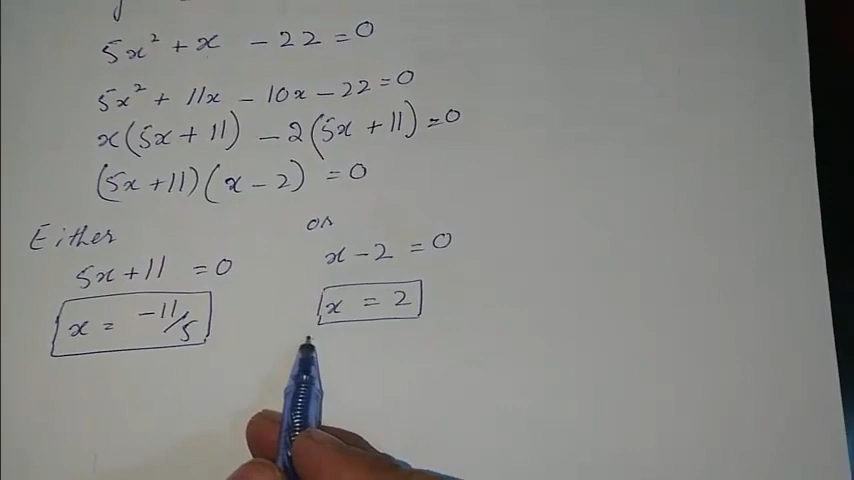 5x² + x - 22 = 0
5x² + 11x - 10x - 22 = 0
x(5x + 11) - 2(5x + 11) = 0
(5x + 11)(x - 2) = 0
Either or
5x + 11 = 0 x - 2 = 0
x = -11/5 x = 2